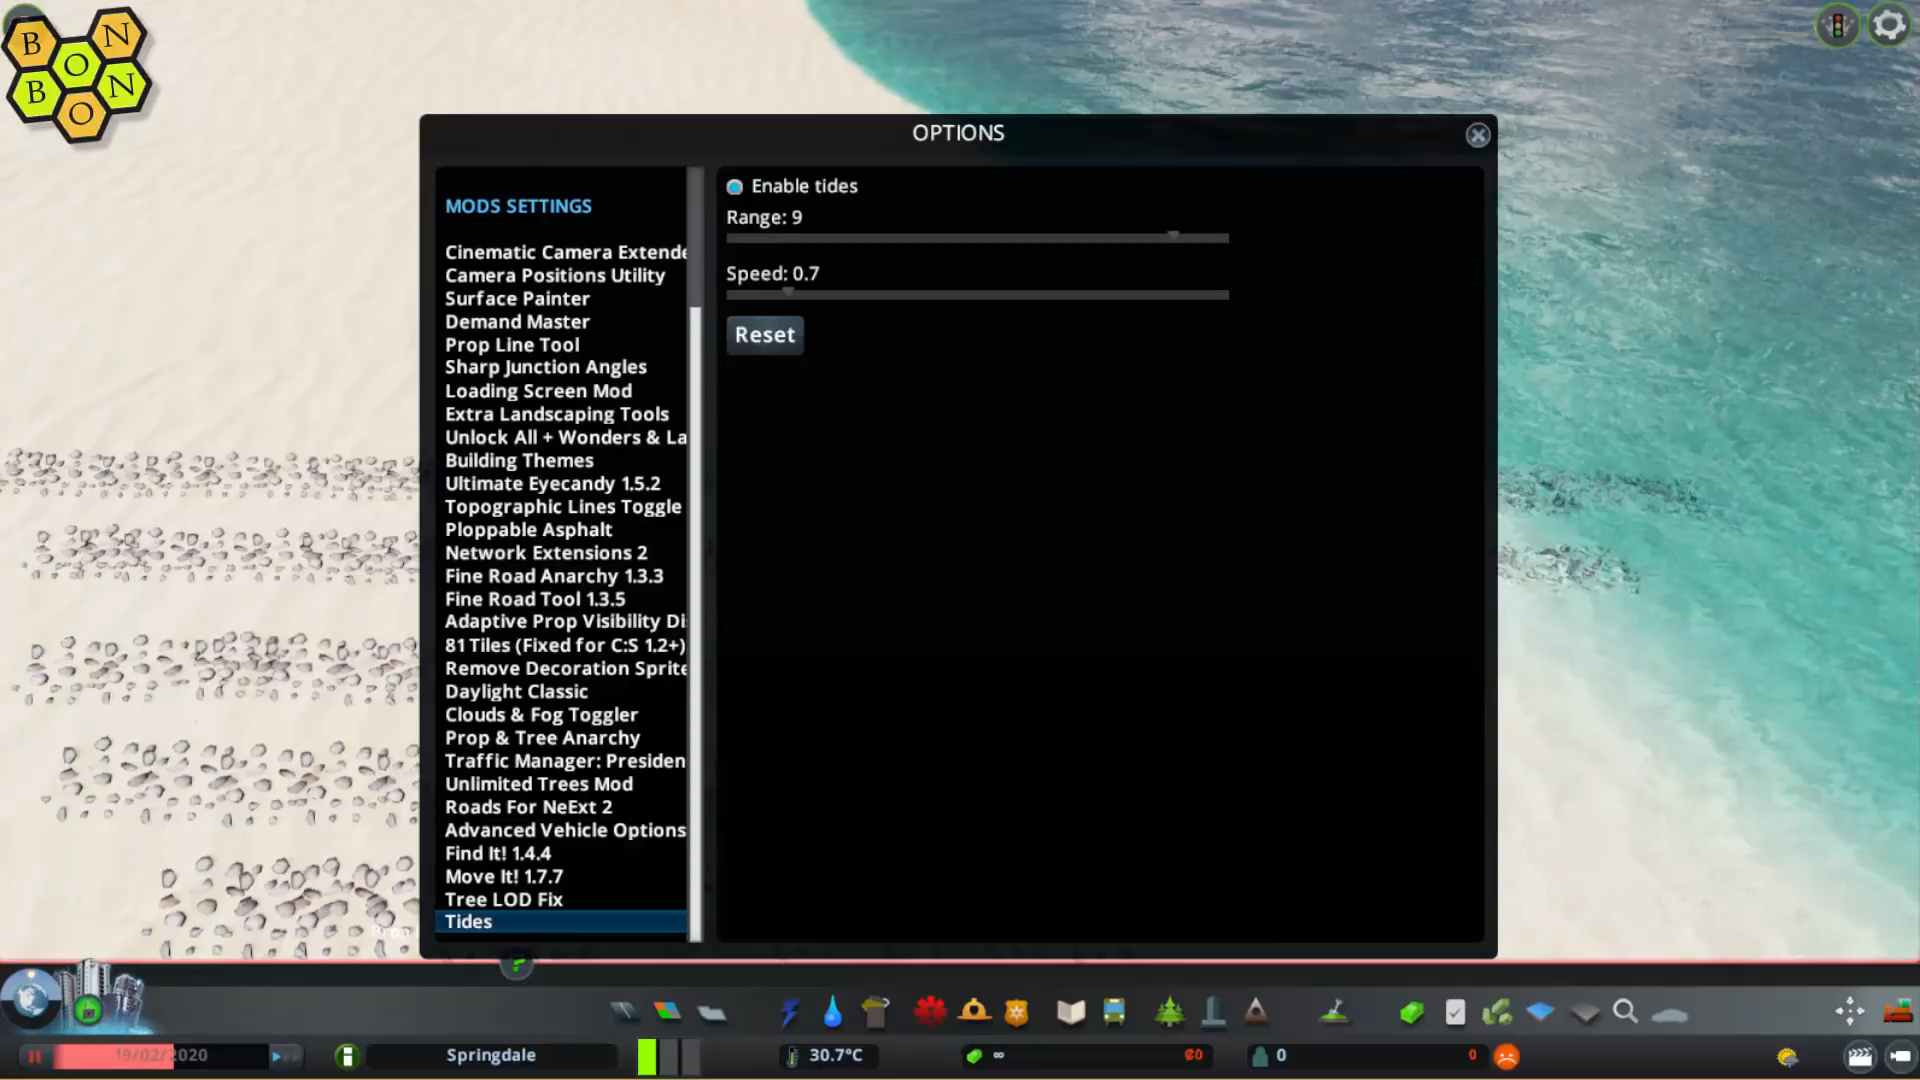 B N
O
B N
O
OPTIONS
MODS SETTINGS
Cinematic Camera Extende
Camera Positions Utility
Surface Painter
Demand Master
Prop Line Tool
Sharp Junction Angles
Loading Screen Mod
Extra Landscaping Tools
Unlock All + Wonders & La
Building Themes
Ultimate Eyecandy 1.5.2
Topographic Lines Toggle
Ploppable Asphalt
Network Extensions 2
Fine Road Anarchy 1.3.3
Fine Road Tool 1.3.5
Adaptive Prop Visibility Di
81 Tiles (Fixed for C:S 1.2+)
Remove Decoration Sprite
Daylight Classic
Clouds & Fog Toggler
Prop & Tree Anarchy
Traffic Manager: Presiden
Unlimited Trees Mod
Roads For NeExt 2
Advanced Vehicle Options
Find It! 1.4.4
Move It! 1.7.7
Tree LOD Fix
Tides
Enable tides
Range: 9
Speed: 0.7
Reset
Prop
?
19/02/2020
Springdale
30.7°C
∞
₡0
0
0